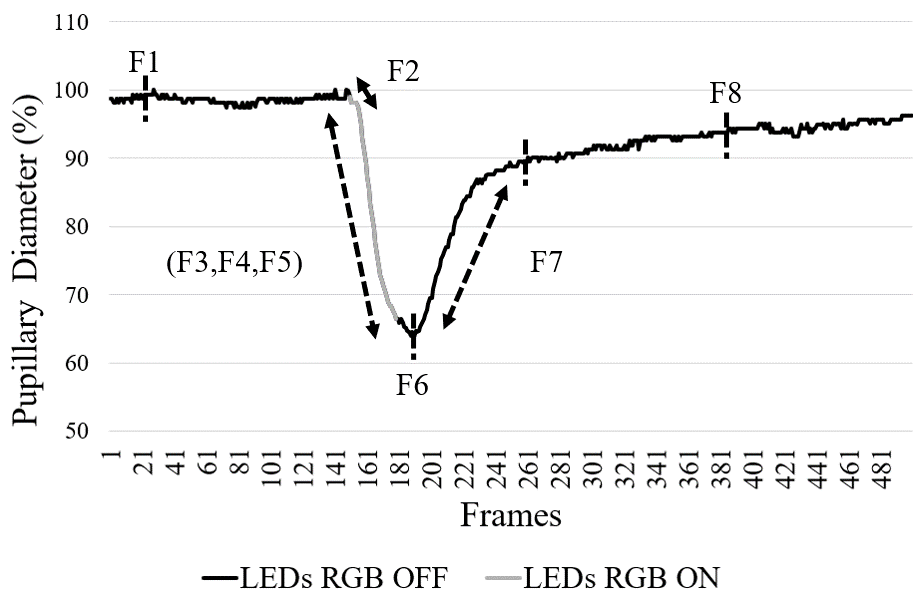 110
100
90
80
70
60
50
Pupillary Diameter (%)
F1
F2
F8
(F3,F4,F5)
F7
F6
1 21 41 61 81 101 121 141 161 181 201 221 241 261 281 301 321 341 361 381 401 421 441 461 481
Frames
LEDs RGB OFF LEDs RGB ON